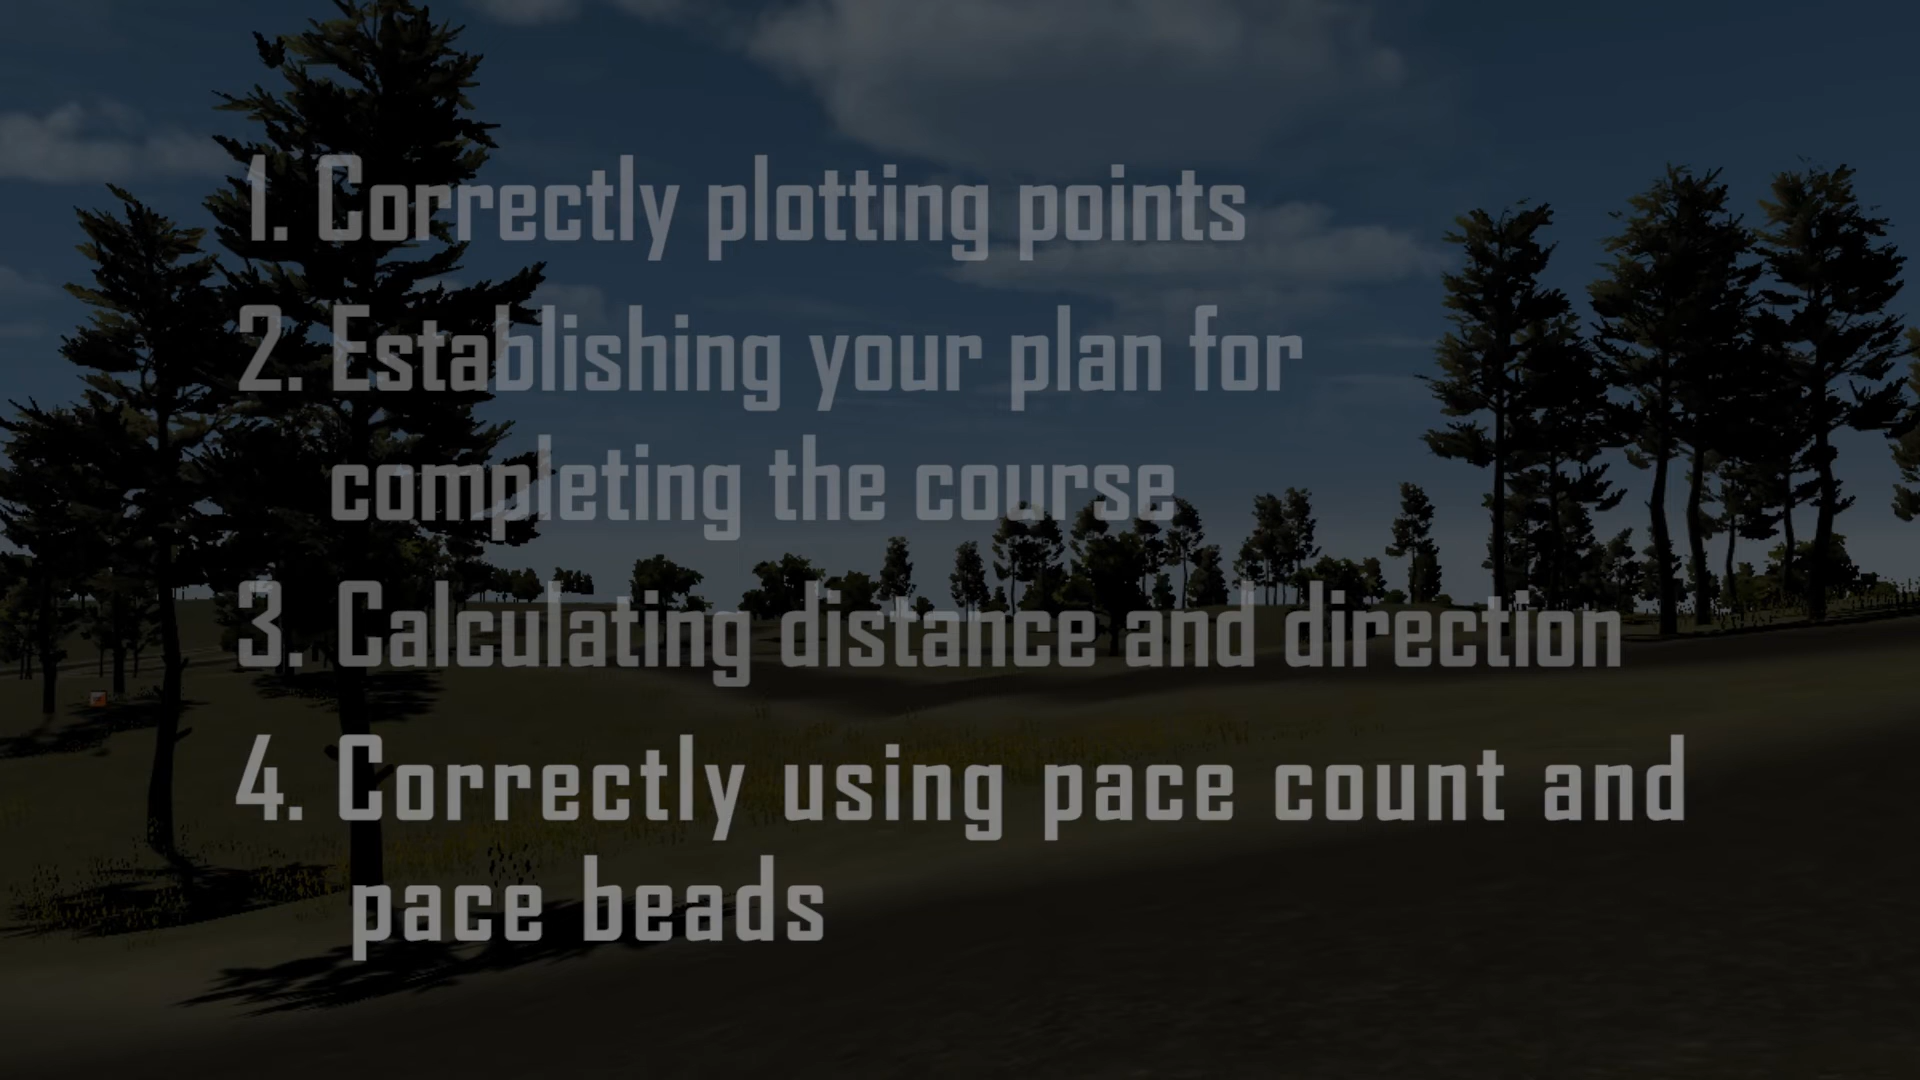 1. Correctly plotting points
2. Establishing your plan for
completing the course
3. Calculating distance and direction
4. Correctly using pace count and
pace beads